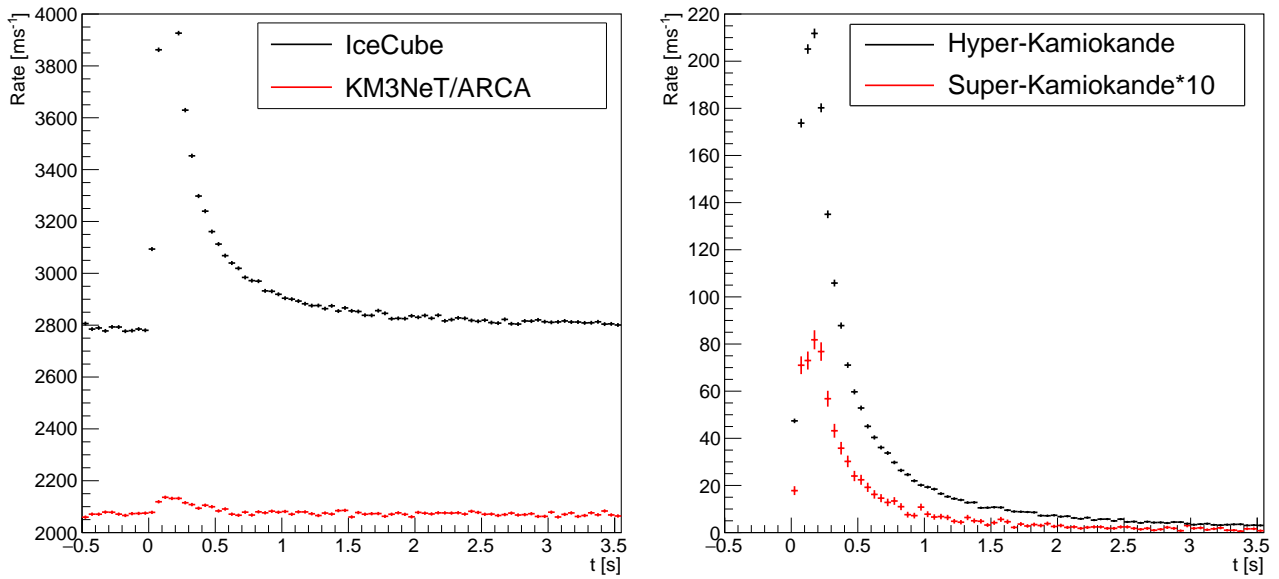 Rate [ms⁻¹]
4000
3800
3600
3400
3200
3000
2800
2600
2400
2200
2000
IceCube
KM3NeT/ARCA
−0.5 0 0.5 1 1.5 2 2.5 3 3.5
t [s]
Rate [ms⁻¹]
220
200
180
160
140
120
100
80
60
40
20
0
Hyper-Kamiokande
Super-Kamiokande*10
−0.5 0 0.5 1 1.5 2 2.5 3 3.5
t [s]